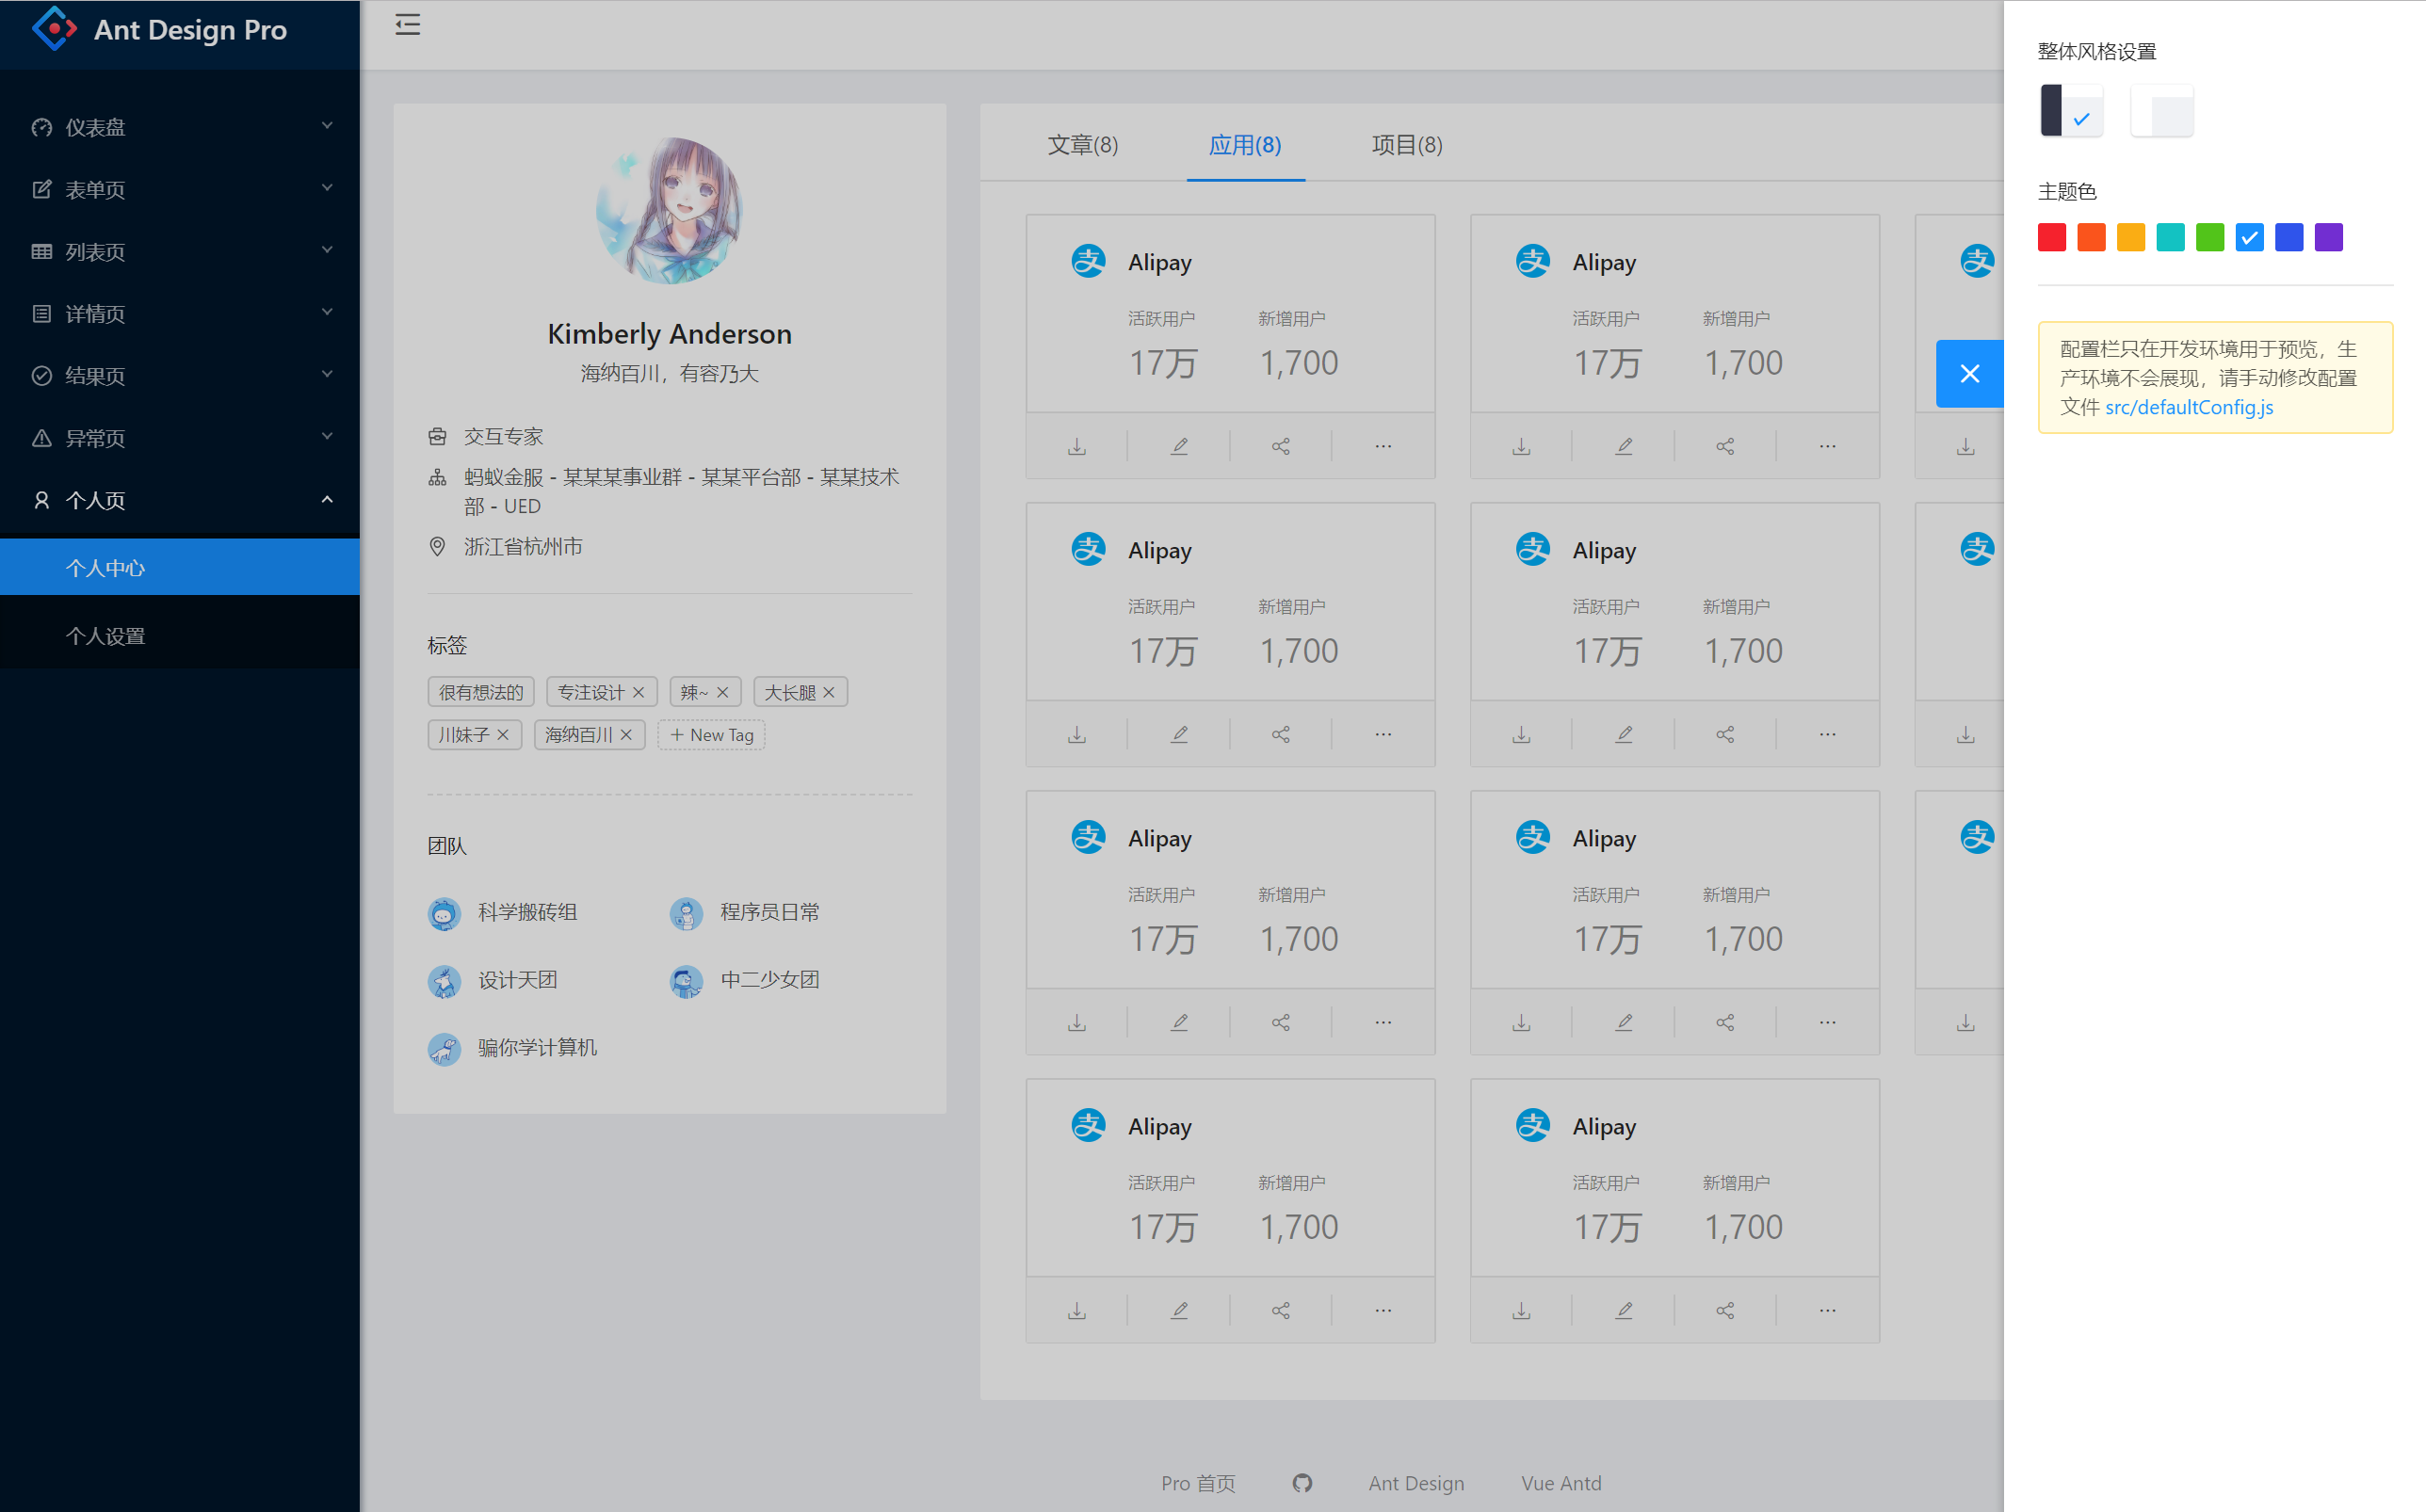 Ant Design Pro
仪表盘
表单页
列表页
详情页
结果页
异常页
个人页
个人中心
个人设置
Kimberly Anderson
海纳百川，有容乃大
交互专家
蚂蚁金服 - 某某某事业群 - 某某平台部 - 某某技术
部 - UED
浙江省杭州市
标签
很有想法的 专注设计 辣~ 大长腿
川妹子 海纳百川 + New Tag
团队
科学搬砖组 程序员日常
设计天团 中二少女团
骗你学计算机
文章(8) 应用(8) 项目(8)
支 Alipay 支 Alipay 支
活跃用户 新增用户 活跃用户 新增用户
17万 1,700 17万 1,700
支 Alipay 支 Alipay 支
活跃用户 新增用户 活跃用户 新增用户
17万 1,700 17万 1,700
支 Alipay 支 Alipay 支
活跃用户 新增用户 活跃用户 新增用户
17万 1,700 17万 1,700
支 Alipay 支 Alipay
活跃用户 新增用户 活跃用户 新增用户
17万 1,700 17万 1,700
Pro 首页 Ant Design Vue Antd
整体风格设置
主题色
配置栏只在开发环境用于预览，生
产环境不会展现，请手动修改配置
文件 src/defaultConfig.js